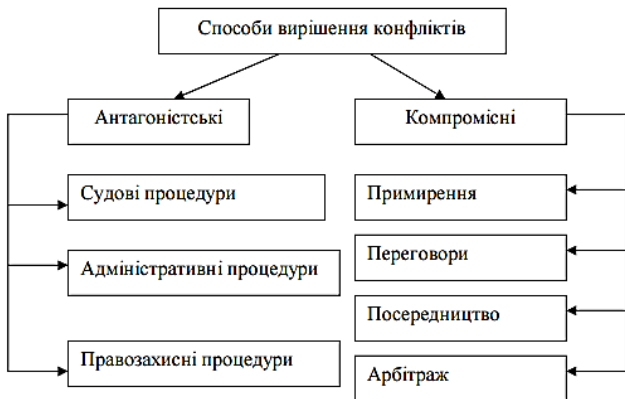 Способи вирішення конфліктів
Антагоністські
Компромісні
Судові процедури
Примирення
Адміністративні процедури
Переговори
Посередництво
Правозахисні процедури
Арбітраж